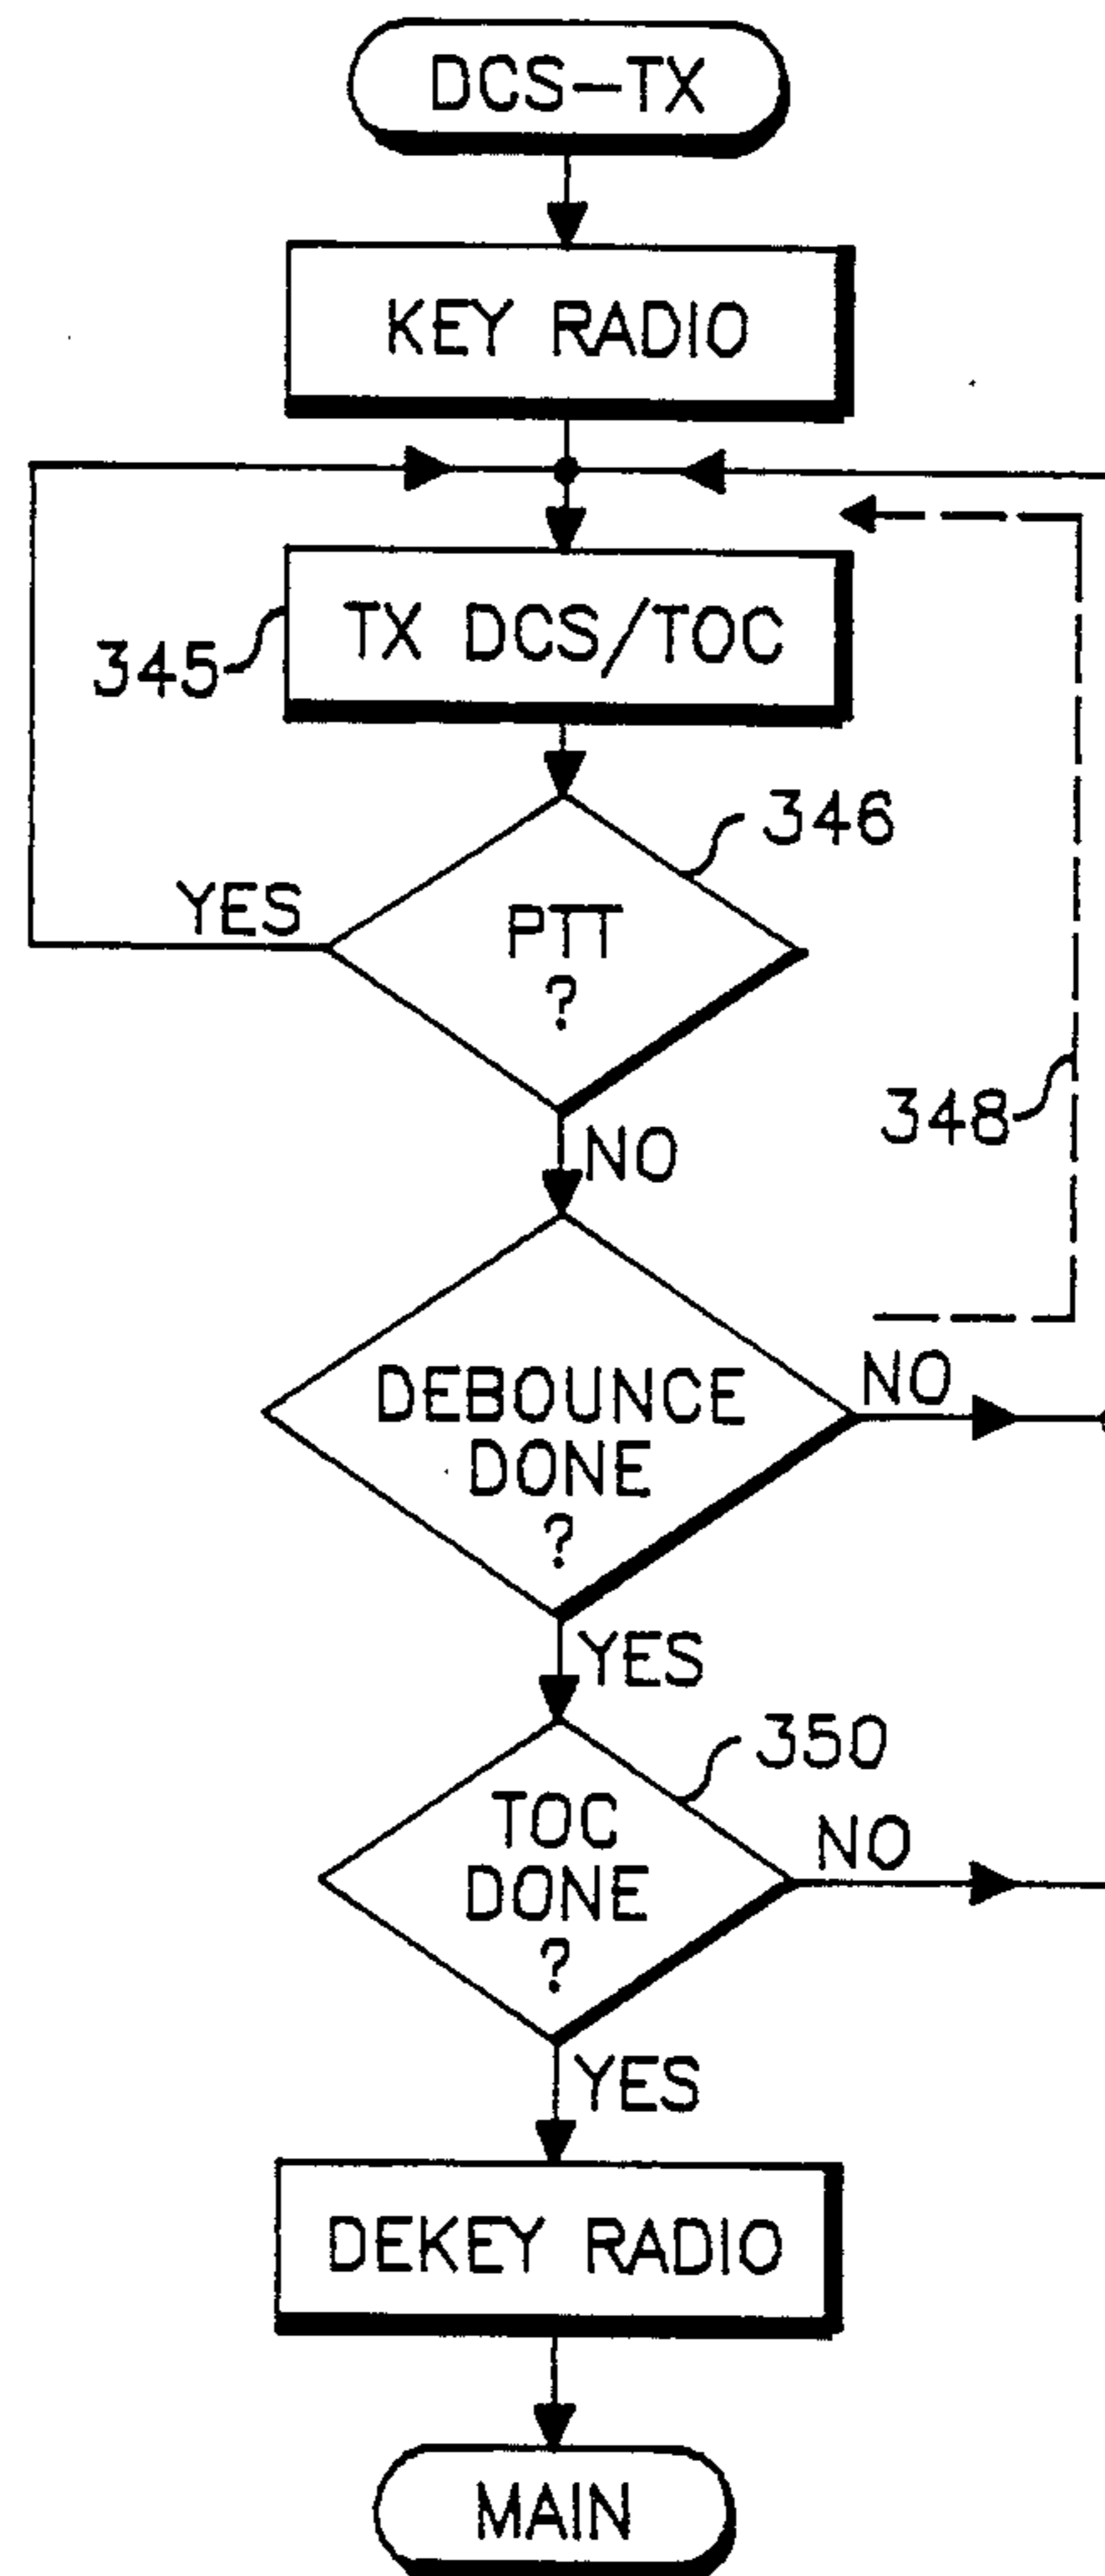 DCS-TX
KEY RADIO
TX DCS/TOC
345
346
YES
PTT
?
348
NO
DEBOUNCE
DONE
?
NO
YES
350
TOC
DONE
?
NO
YES
DEKEY RADIO
MAIN